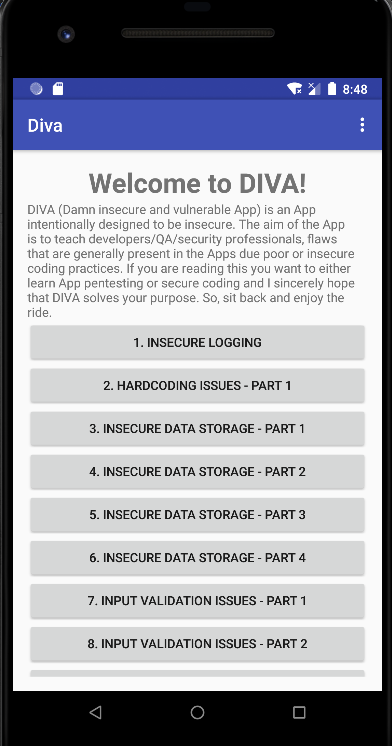 8:48
Diva
Welcome to DIVA!
DIVA (Damn insecure and vulnerable App) is an App
intentionally designed to be insecure. The aim of the App
is to teach developers/QA/security professionals, flaws
that are generally present in the Apps due poor or insecure
coding practices. If you are reading this you want to either
learn App pentesting or secure coding and I sincerely hope
that DIVA solves your purpose. So, sit back and enjoy the
ride.
1. INSECURE LOGGING
2. HARDCODING ISSUES - PART 1
3. INSECURE DATA STORAGE - PART 1
4. INSECURE DATA STORAGE - PART 2
5. INSECURE DATA STORAGE - PART 3
6. INSECURE DATA STORAGE - PART 4
7. INPUT VALIDATION ISSUES - PART 1
8. INPUT VALIDATION ISSUES - PART 2